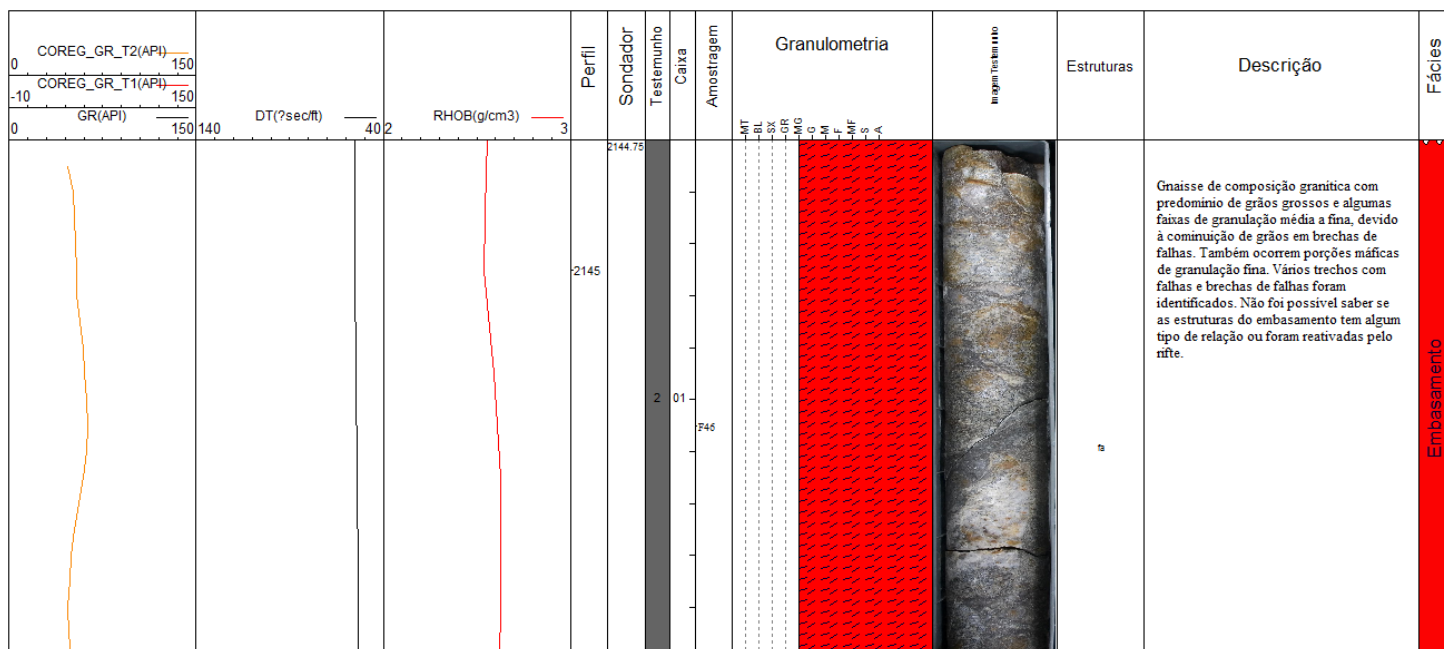 COREG_GR_T2(API)
0 150
COREG_GR_T1(API)
-10 150
GR(API)
0 150
DT(?sec/ft)
140 40
RHOB(g/cm3)
2 3
Perfil
Sondador
Testemunho
Caixa
Amostragem
Granulometria
MT
BL
SX
GR
MG
G
M
F
MF
S
A
Imagem Testemunho
Estruturas
Descrição
Fácies
2144.75
2145
2
01
F46
Gnaisse de composição granítica com
predominio de grãos grossos e algumas
faixas de granulação média a fina, devido
à cominuição de grãos em brechas de
falhas. Também ocorrem porções máficas
de granulação fina. Vários trechos com
falhas e brechas de falhas foram
identificados. Não foi possivel saber se
as estruturas do embasamento tem algum
tipo de relação ou foram reativadas pelo
rifte.
Embasamento